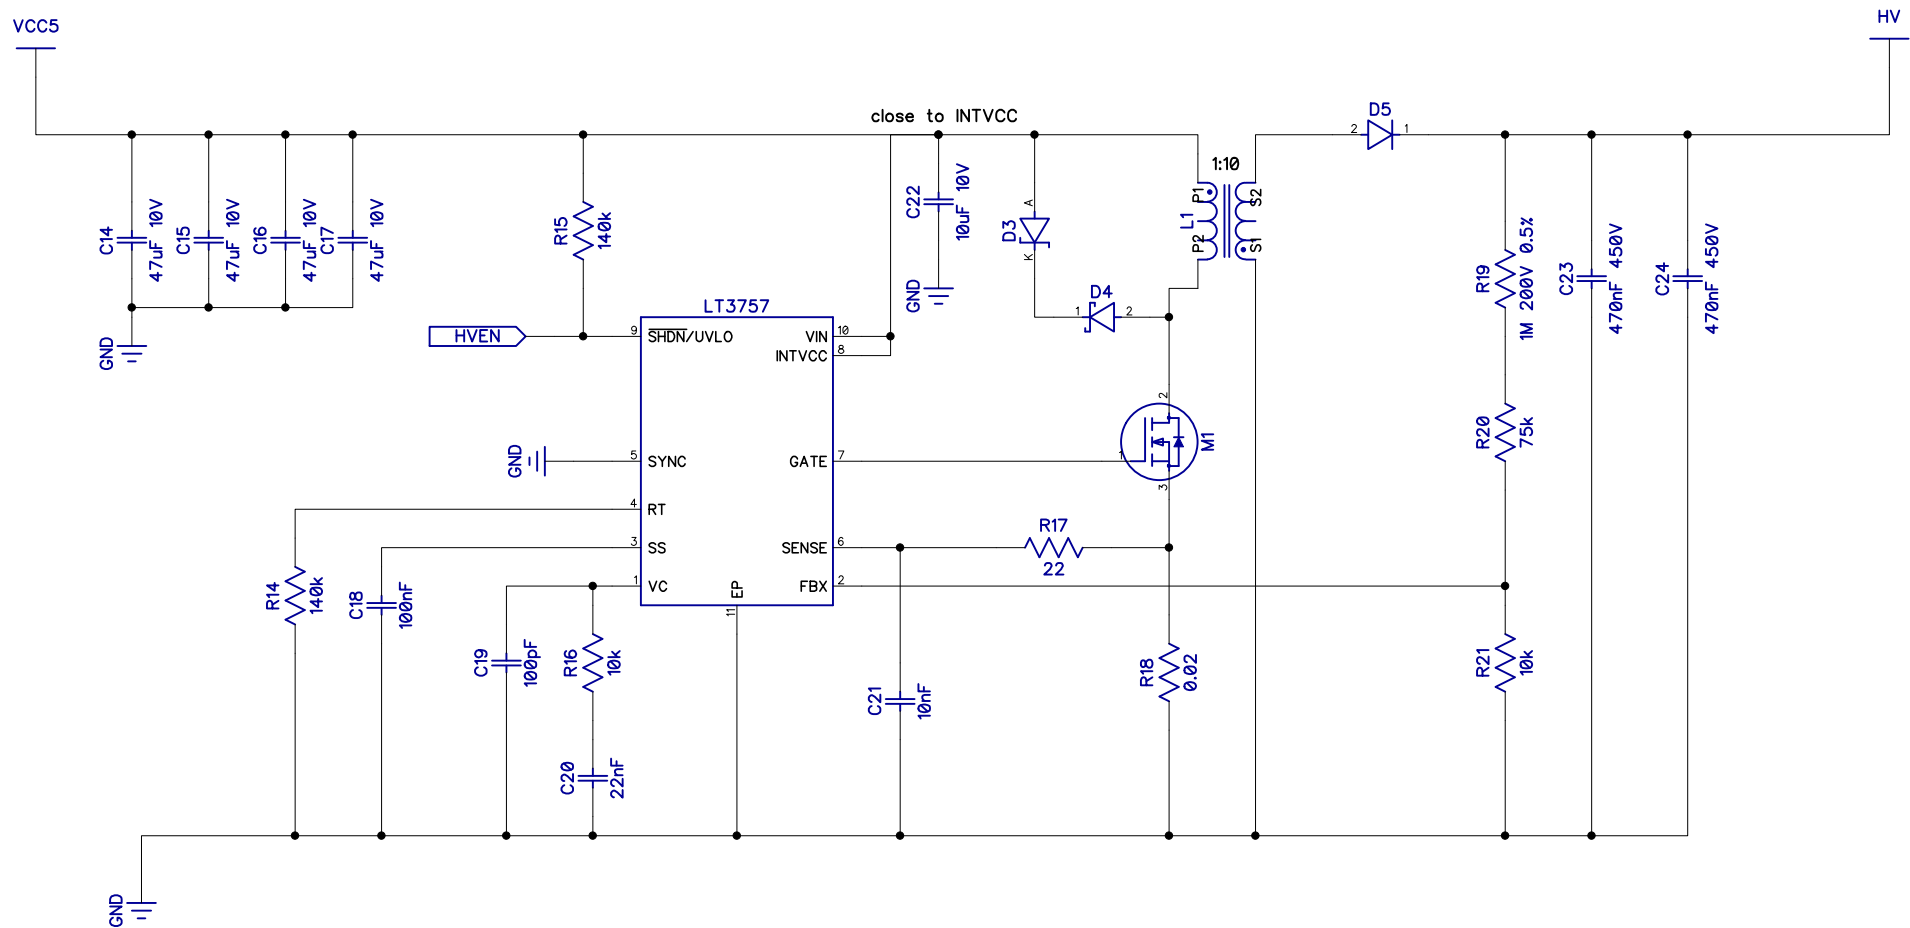 VCC5
HV
close to INTVCC
D5
2
1
1:10
C14
47uF 10V
C15
47uF 10V
C16
47uF 10V
C17
47uF 10V
R15
140k
C22
10uF 10V
GND
D3
A
K
D4
1
2
L1
P1
P2
S2
S1
R19
1M 200V 0.5%
C23
470nF 450V
C24
470nF 450V
GND
HVEN
LT3757
9
SHDN/UVLO
VIN
10
INTVCC
8
GND
5
SYNC
GATE
7
4
RT
3
SS
SENSE
6
1
VC
FBX
2
EP
11
M1
1
2
3
R20
75k
R17
22
R14
140k
C18
100nF
C19
100pF
R16
10k
C20
22nF
C21
10nF
R18
0.02
R21
10k
GND